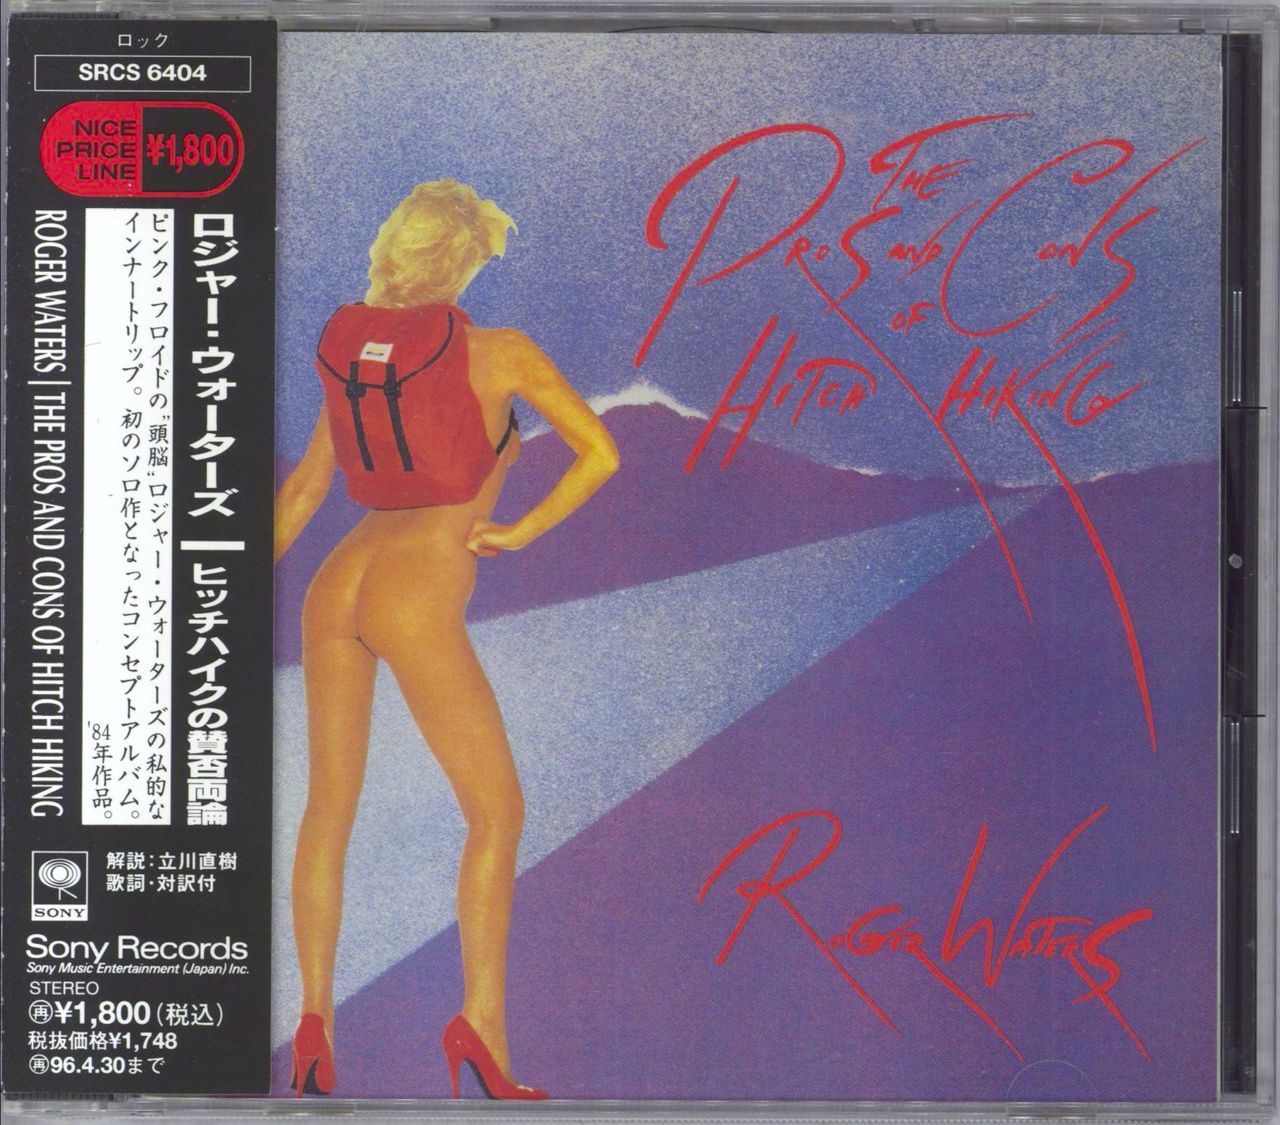 ロック
SRCS 6404
NICE
PRICE
LINE
¥1,800
ロジャー・ウォーターズ｜ヒッチハイクの賛否両論
ピンク・フロイドの"頭脳"ロジャー・ウォーターズの私的な
インナートリップ。初のソロ作となったコンセプトアルバム。
'84年作品。
ROGER WATERS | THE PROS AND CONS OF HITCH HIKING
SONY
解説：立川直樹
歌詞・対訳付
Sony Records
Sony Music Entertainment (Japan) Inc.
STEREO
再¥1,800(税込)
税抜価格¥1,748
再96.4.30まで
THE
PROS AND CONS
OF
HITCH HIKING
ROGER WATERS